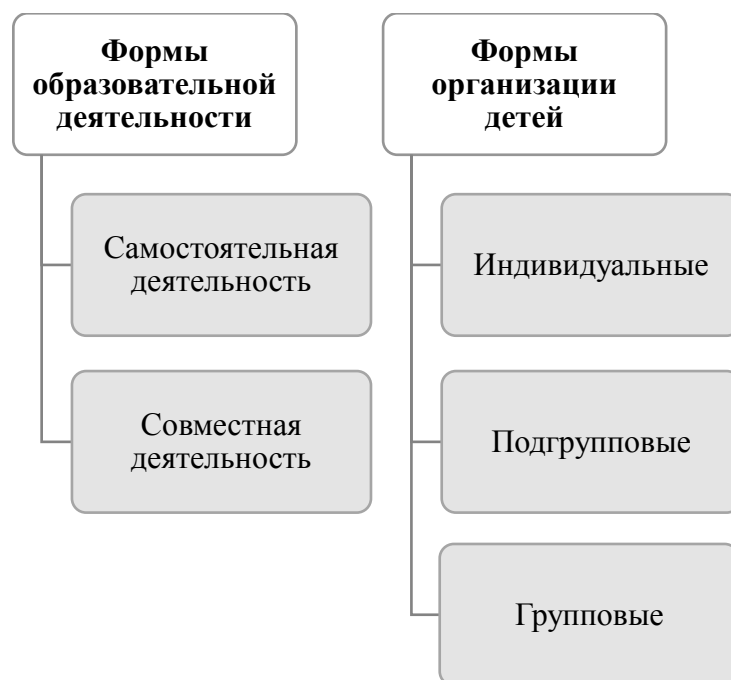 Формы
образовательной
деятельности
Самостоятельная
деятельность
Совместная
деятельность
Формы
организации
детей
Индивидуальные
Подгрупповые
Групповые